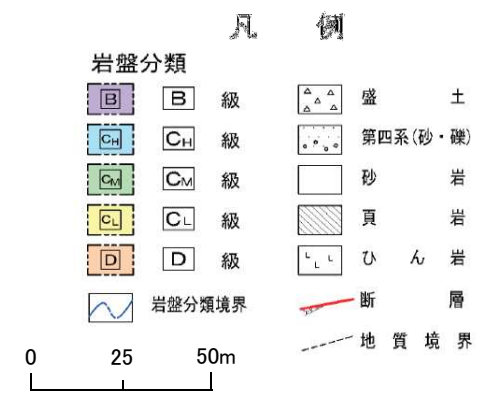 凡 例
岩盤分類
B B 級
CH CH 級
CM CM 級
CL CL 級
D D 級
岩盤分類境界
盛 土
第四系(砂・礫)
砂 岩
頁 岩
ひ ん 岩
断 層
地 質 境 界
0 25 50m